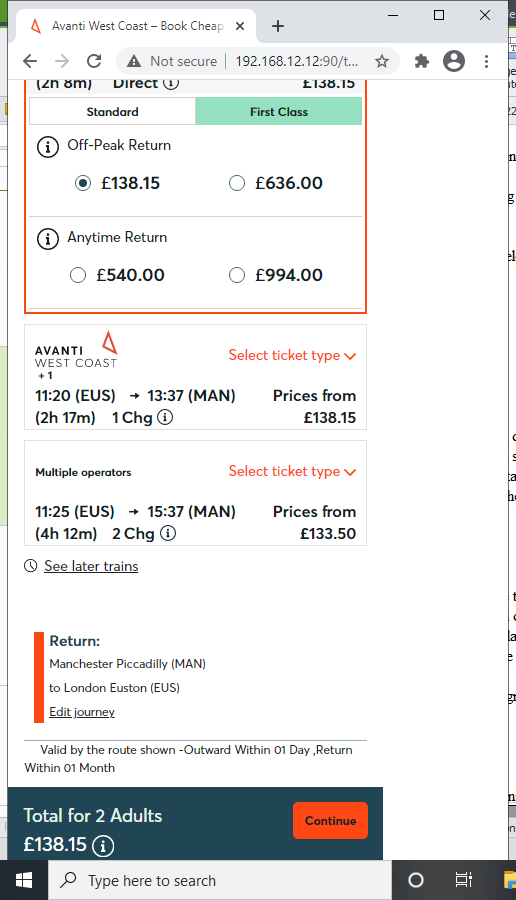 Avanti West Coast – Book Cheap
Not secure | 192.168.12.12:90/t...
(2h 8m) Direct £138.15
Standard First Class
Off-Peak Return
£138.15 £636.00
Anytime Return
£540.00 £994.00
AVANTI
WEST COAST
+ 1
Select ticket type
11:20 (EUS) → 13:37 (MAN) Prices from
(2h 17m) 1 Chg £138.15
Multiple operators Select ticket type
11:25 (EUS) → 15:37 (MAN) Prices from
(4h 12m) 2 Chg £133.50
See later trains
Return:
Manchester Piccadilly (MAN)
to London Euston (EUS)
Edit journey
Valid by the route shown -Outward Within 01 Day ,Return
Within 01 Month
Total for 2 Adults
£138.15
Continue
Type here to search